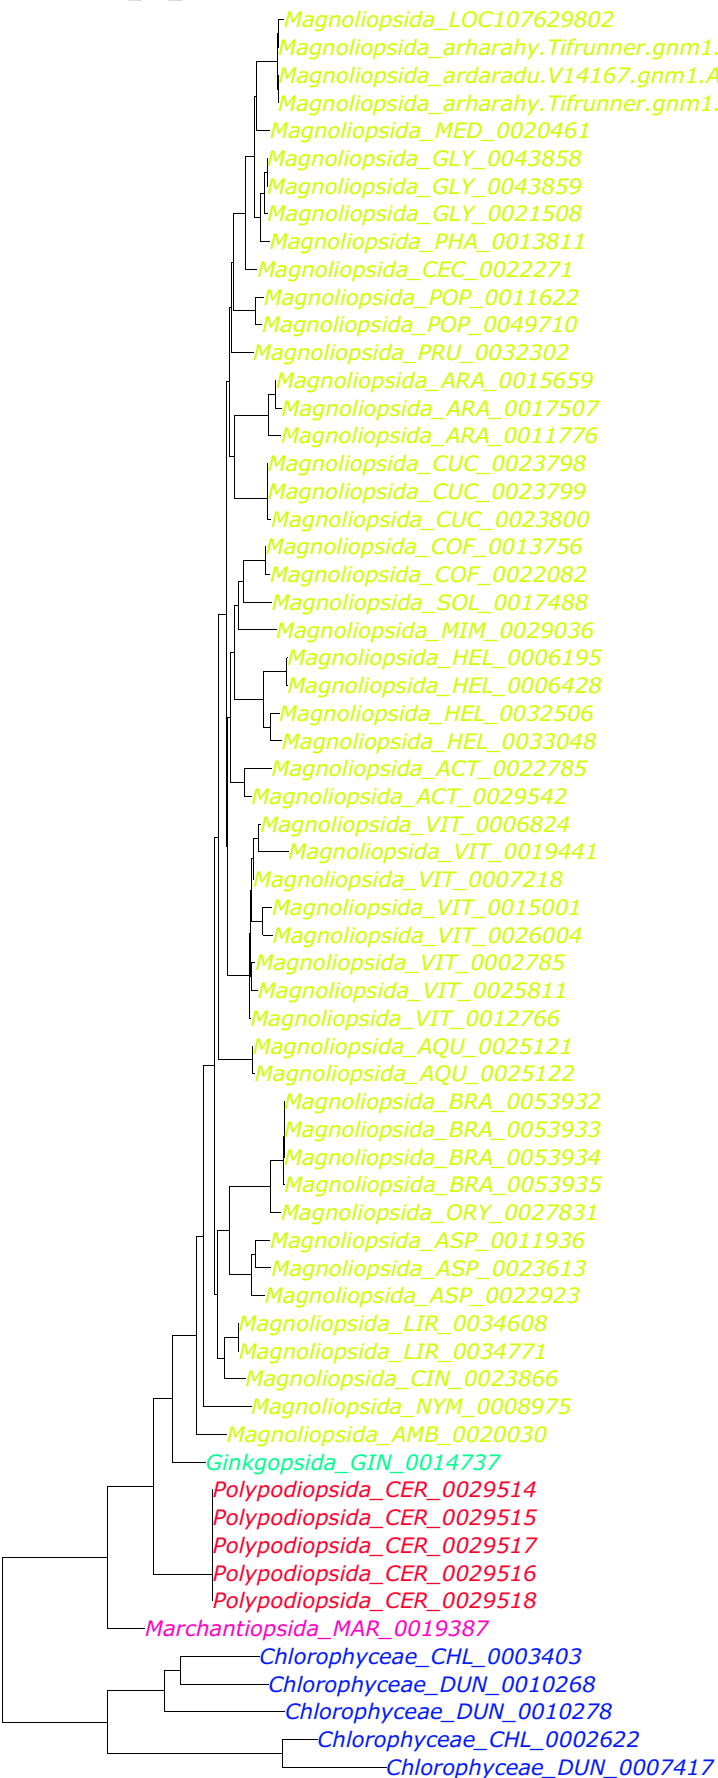 Magnoliopsida_LOC107629802
Magnoliopsida_arharahy.Tifrunner.gnm1.
Magnoliopsida_ardaradu.V14167.gnm1.A
Magnoliopsida_arharahy.Tifrunner.gnm1.
Magnoliopsida_MED_0020461
Magnoliopsida_GLY_0043858
Magnoliopsida_GLY_0043859
Magnoliopsida_GLY_0021508
Magnoliopsida_PHA_0013811
Magnoliopsida_CEC_0022271
Magnoliopsida_POP_0011622
Magnoliopsida_POP_0049710
Magnoliopsida_PRU_0032302
Magnoliopsida_ARA_0015659
Magnoliopsida_ARA_0017507
Magnoliopsida_ARA_0011776
Magnoliopsida_CUC_0023798
Magnoliopsida_CUC_0023799
Magnoliopsida_CUC_0023800
Magnoliopsida_COF_0013756
Magnoliopsida_COF_0022082
Magnoliopsida_SOL_0017488
Magnoliopsida_MIM_0029036
Magnoliopsida_HEL_0006195
Magnoliopsida_HEL_0006428
Magnoliopsida_HEL_0032506
Magnoliopsida_HEL_0033048
Magnoliopsida_ACT_0022785
Magnoliopsida_ACT_0029542
Magnoliopsida_VIT_0006824
Magnoliopsida_VIT_0019441
Magnoliopsida_VIT_0007218
Magnoliopsida_VIT_0015001
Magnoliopsida_VIT_0026004
Magnoliopsida_VIT_0002785
Magnoliopsida_VIT_0025811
Magnoliopsida_VIT_0012766
Magnoliopsida_AQU_0025121
Magnoliopsida_AQU_0025122
Magnoliopsida_BRA_0053932
Magnoliopsida_BRA_0053933
Magnoliopsida_BRA_0053934
Magnoliopsida_BRA_0053935
Magnoliopsida_ORY_0027831
Magnoliopsida_ASP_0011936
Magnoliopsida_ASP_0023613
Magnoliopsida_ASP_0022923
Magnoliopsida_LIR_0034608
Magnoliopsida_LIR_0034771
Magnoliopsida_CIN_0023866
Magnoliopsida_NYM_0008975
Magnoliopsida_AMB_0020030
Ginkgopsida_GIN_0014737
Polypodiopsida_CER_0029514
Polypodiopsida_CER_0029515
Polypodiopsida_CER_0029517
Polypodiopsida_CER_0029516
Polypodiopsida_CER_0029518
Marchantiopsida_MAR_0019387
Chlorophyceae_CHL_0003403
Chlorophyceae_DUN_0010268
Chlorophyceae_DUN_0010278
Chlorophyceae_CHL_0002622
Chlorophyceae_DUN_0007417